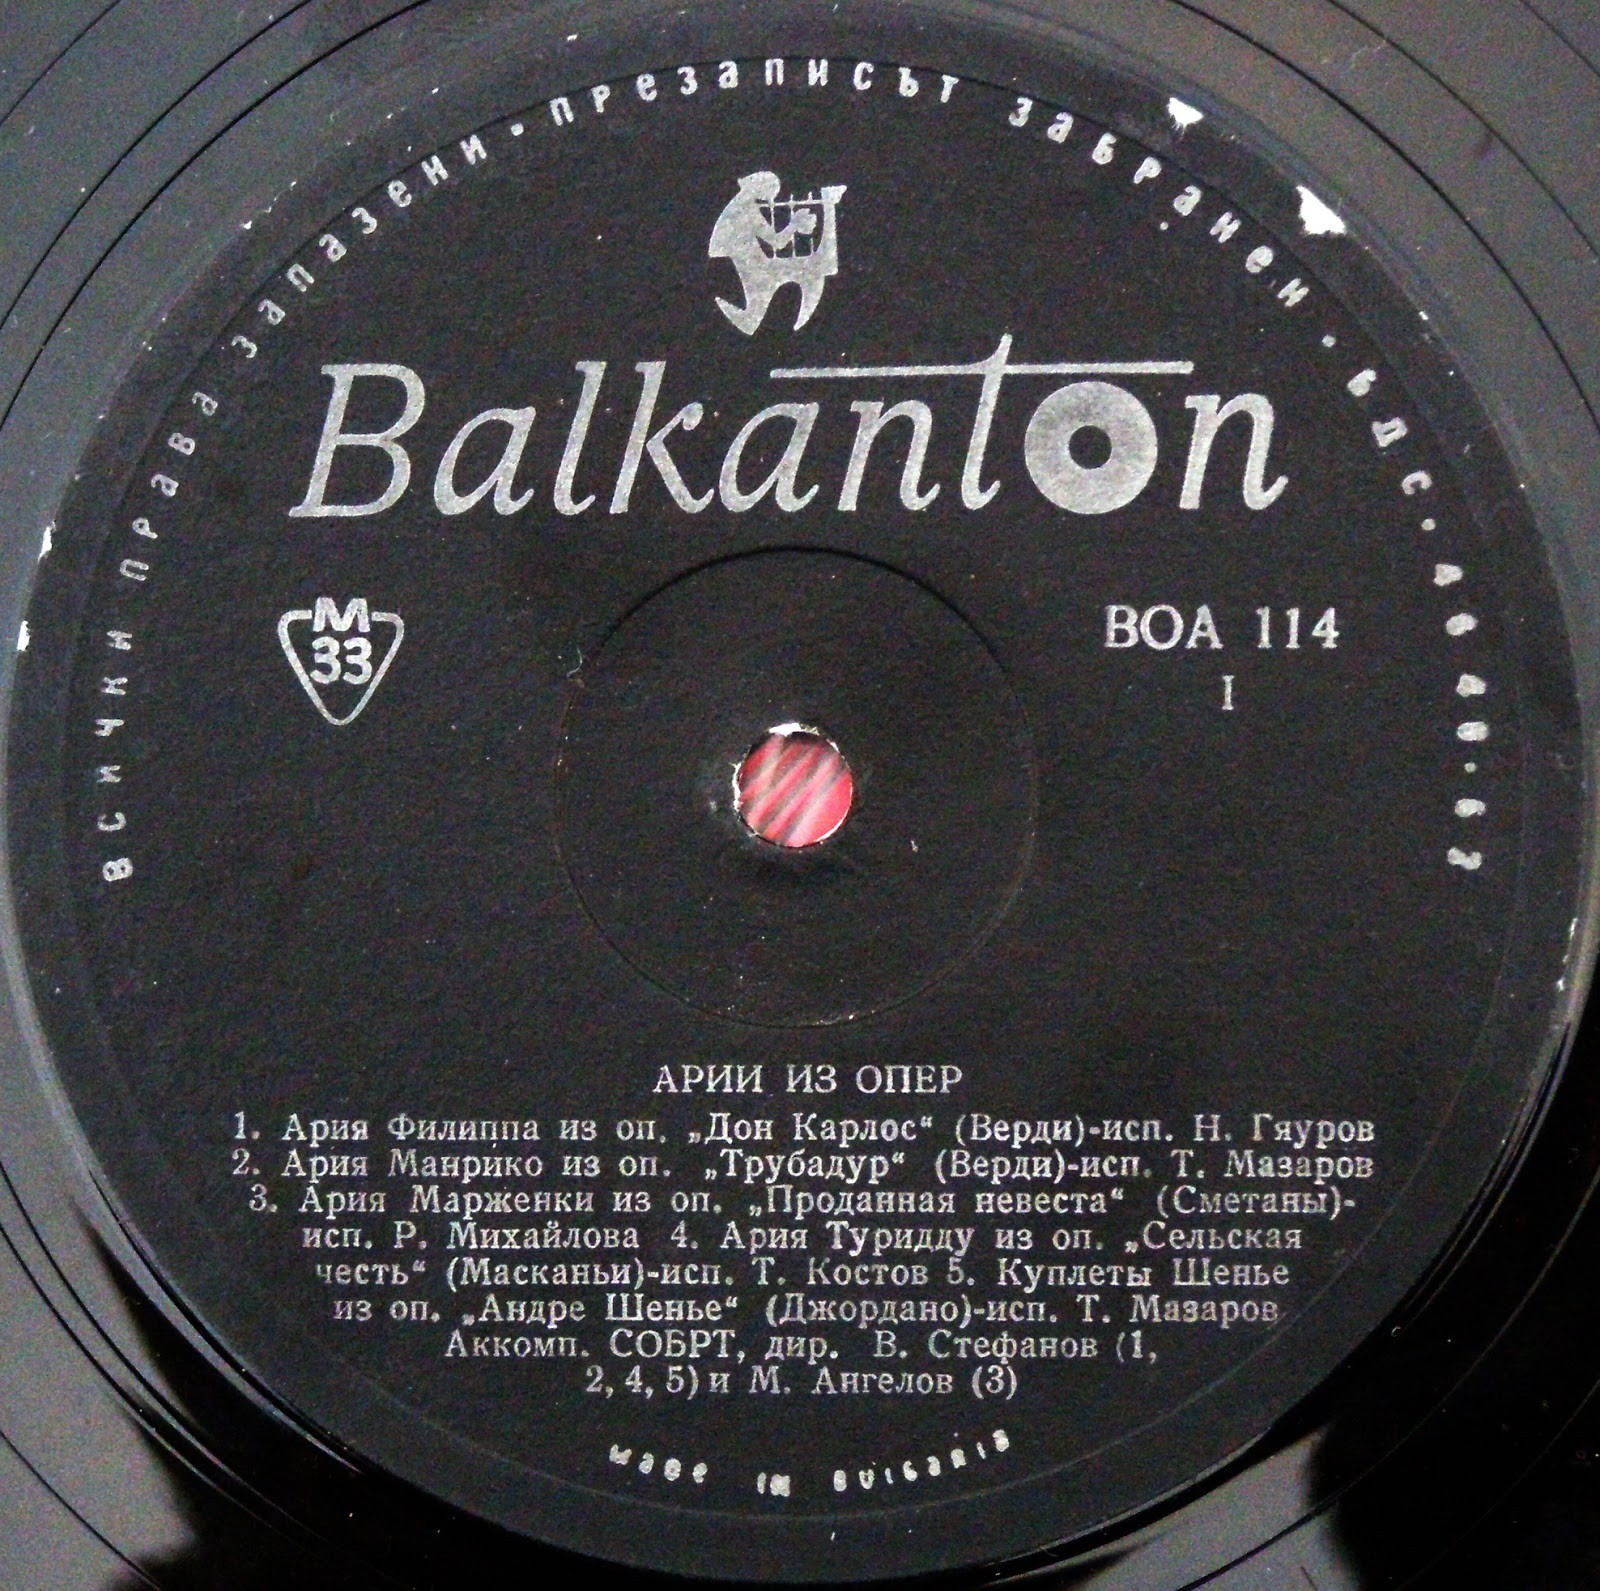 всички права запазени · презаписът забранен · БДС. 4640.62
Balkanton
М
33
ВОА 114
I
АРИИ ИЗ ОПЕР
1. Ария Филиппа из оп. „Дон Карлос“ (Верди)-исп. Н. Гяуров
2. Ария Манрико из оп. „Трубадур“ (Верди)-исп. Т. Мазаров
3. Ария Марженки из оп. „Проданная невеста“ (Сметаны)-
исп. Р. Михайлова 4. Ария Туридду из оп. „Сельская
честь“ (Масканьи)-исп. Т. Костов 5. Куплеты Шенье
из оп. „Андре Шенье“ (Джордано)-исп. Т. Мазаров
Аккомп. СОБРТ, дир. В. Стефанов (1,
2, 4, 5) и М. Ангелов (3)
made in bulgaria